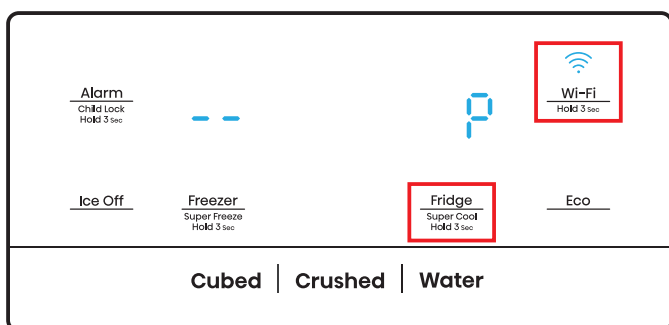 Alarm
Child Lock
Hold 3 Sec
-- P
Wi-Fi
Hold 3 Sec
Ice Off
Freezer
Super Freeze
Hold 3 Sec
Fridge
Super Cool
Hold 3 Sec
Eco
Cubed | Crushed | Water